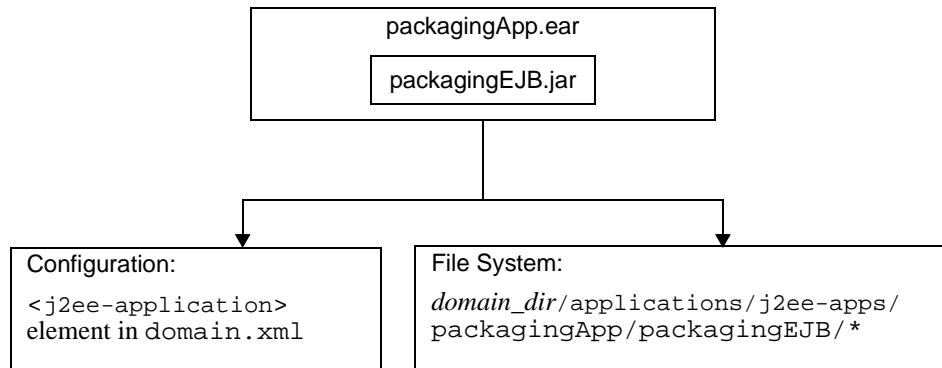 packagingApp.ear
packagingEJB.jar
Configuration:
<j2ee-application>
element in domain.xml
File System:
domain_dir/applications/j2ee-apps/
packagingApp/packagingEJB/*